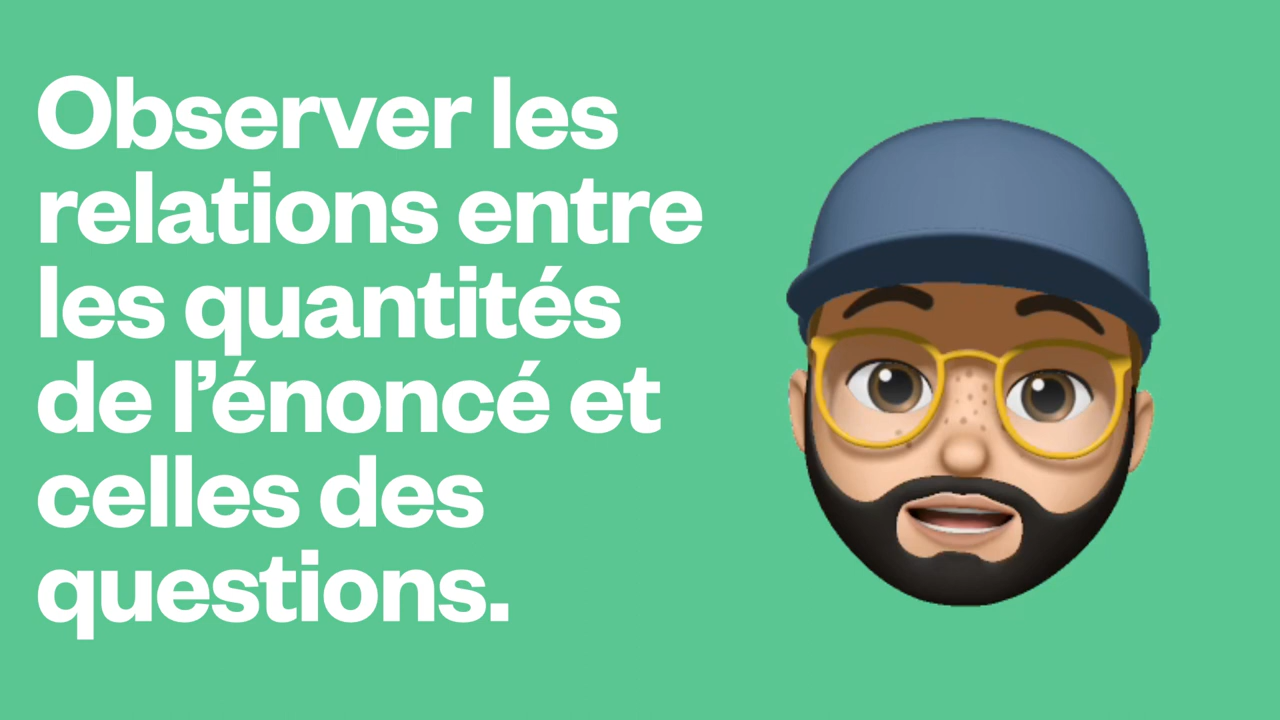 Observer les
relations entre
les quantités
de l’énoncé et
celles des
questions.